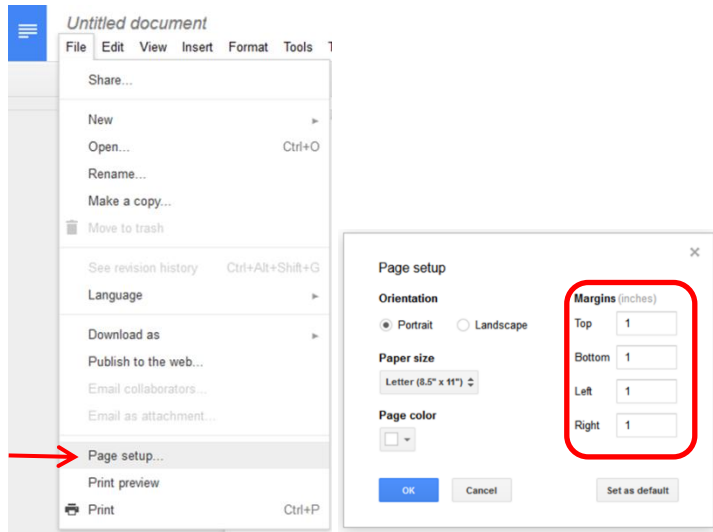 Untitled document
File Edit View Insert Format Tools
Share...
New
Open... Ctrl+O
Rename...
Make a copy...
Move to trash
See revision history Ctrl+Alt+Shift+G
Language
Download as
Publish to the web...
Email collaborators...
Email as attachment...
Page setup...
Print preview
Print Ctrl+P
Page setup
Orientation
Portrait Landscape
Paper size
Letter (8.5" x 11")
Page color
OK Cancel
Margins (inches)
Top 1
Bottom 1
Left 1
Right 1
Set as default